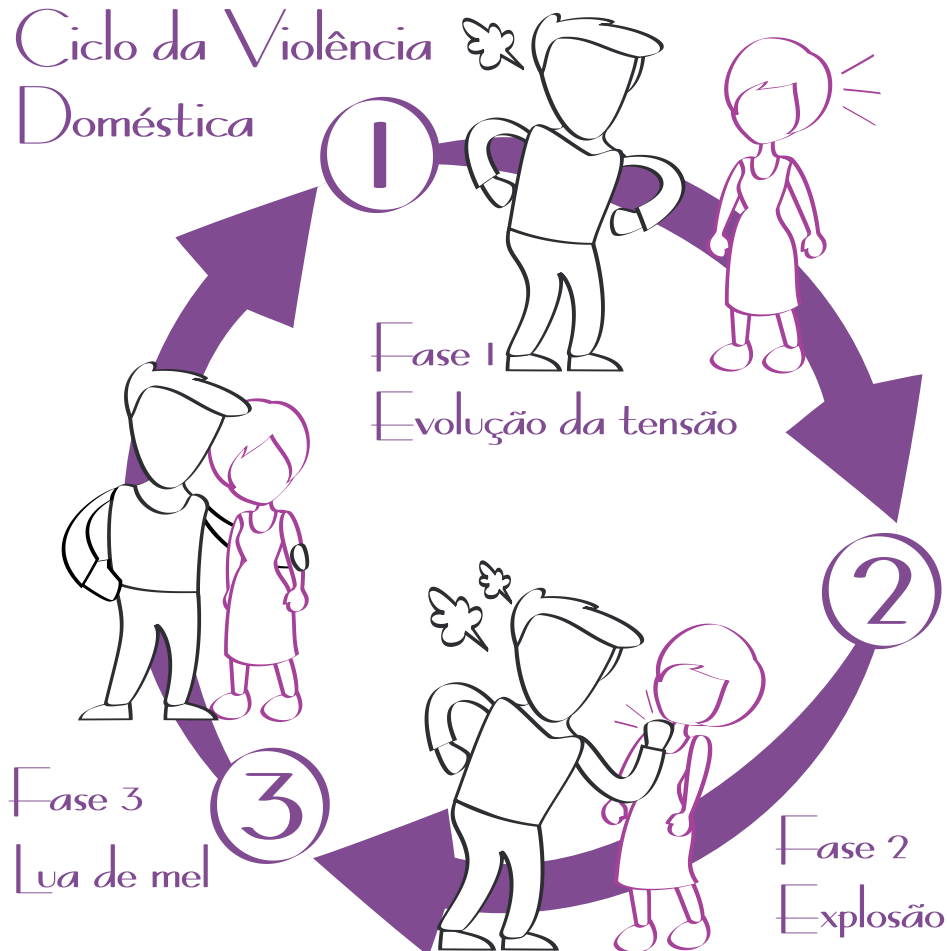 Ciclo da Violência
Doméstica
1
Fase 1
Evolução da tensão
2
Fase 2
Explosão
3
Fase 3
Lua de mel